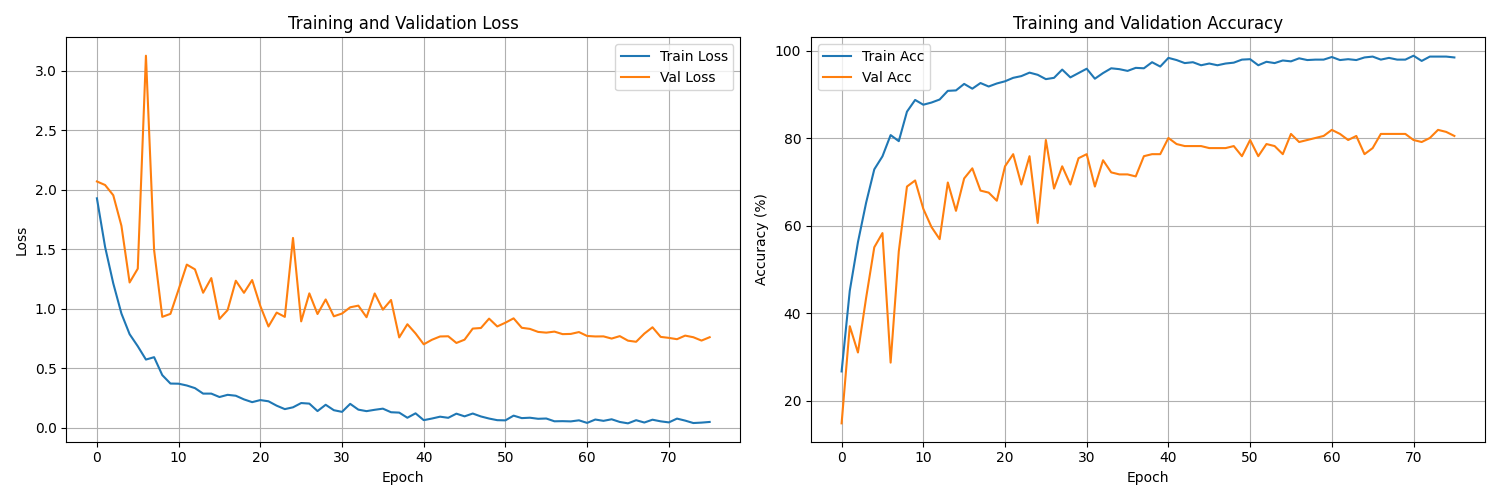 Training and Validation Loss
3.0
2.5
2.0
1.5
1.0
0.5
0.0
Loss
Train Loss
Val Loss
0 10 20 30 40 50 60 70
Epoch
Training and Validation Accuracy
100
80
60
40
20
Accuracy (%)
Train Acc
Val Acc
0 10 20 30 40 50 60 70
Epoch